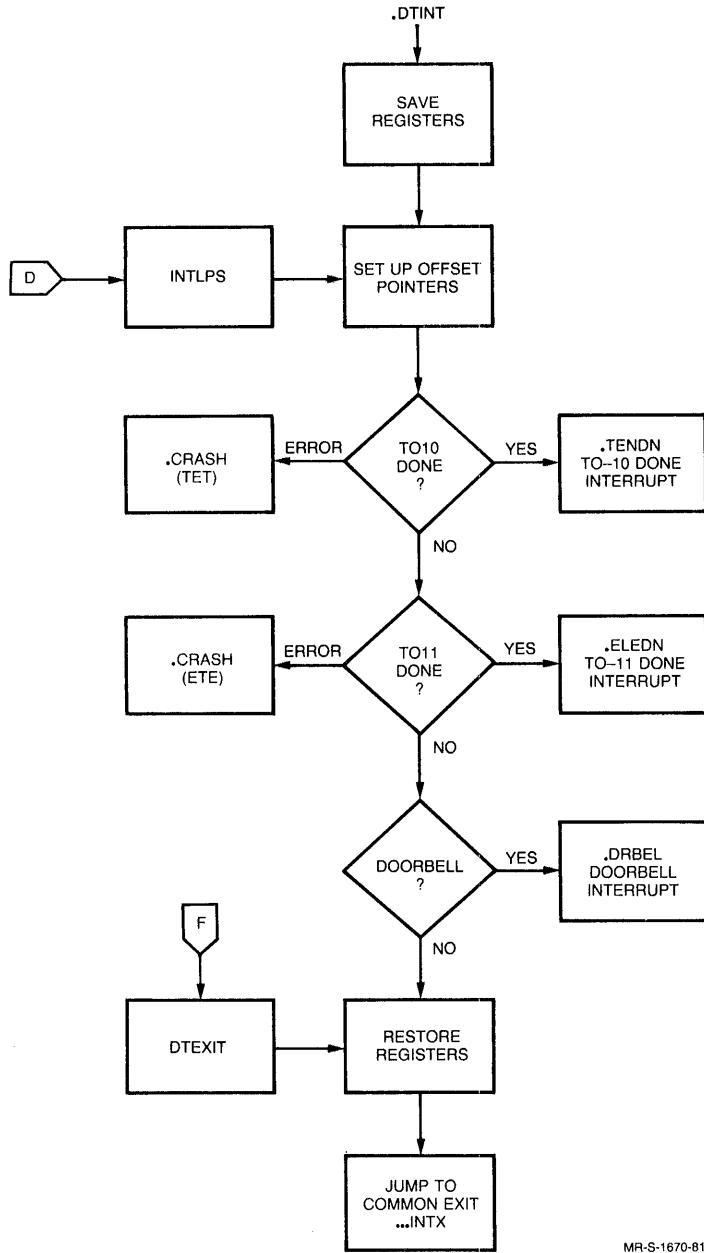 .DTINT
SAVE
REGISTERS
D
INTLPS
SET UP OFFSET
POINTERS
.CRASH
(TET)
ERROR
TO10
DONE
?
YES
.TENDN
TO--10 DONE
INTERRUPT
NO
.CRASH
(ETE)
ERROR
TO11
DONE
?
YES
.ELEDN
TO-11 DONE
INTERRUPT
NO
DOORBELL
?
YES
.DRBEL
DOORBELL
INTERRUPT
NO
F
DTEXIT
RESTORE
REGISTERS
JUMP TO
COMMON EXIT
...INTX
MR-S-1670-81